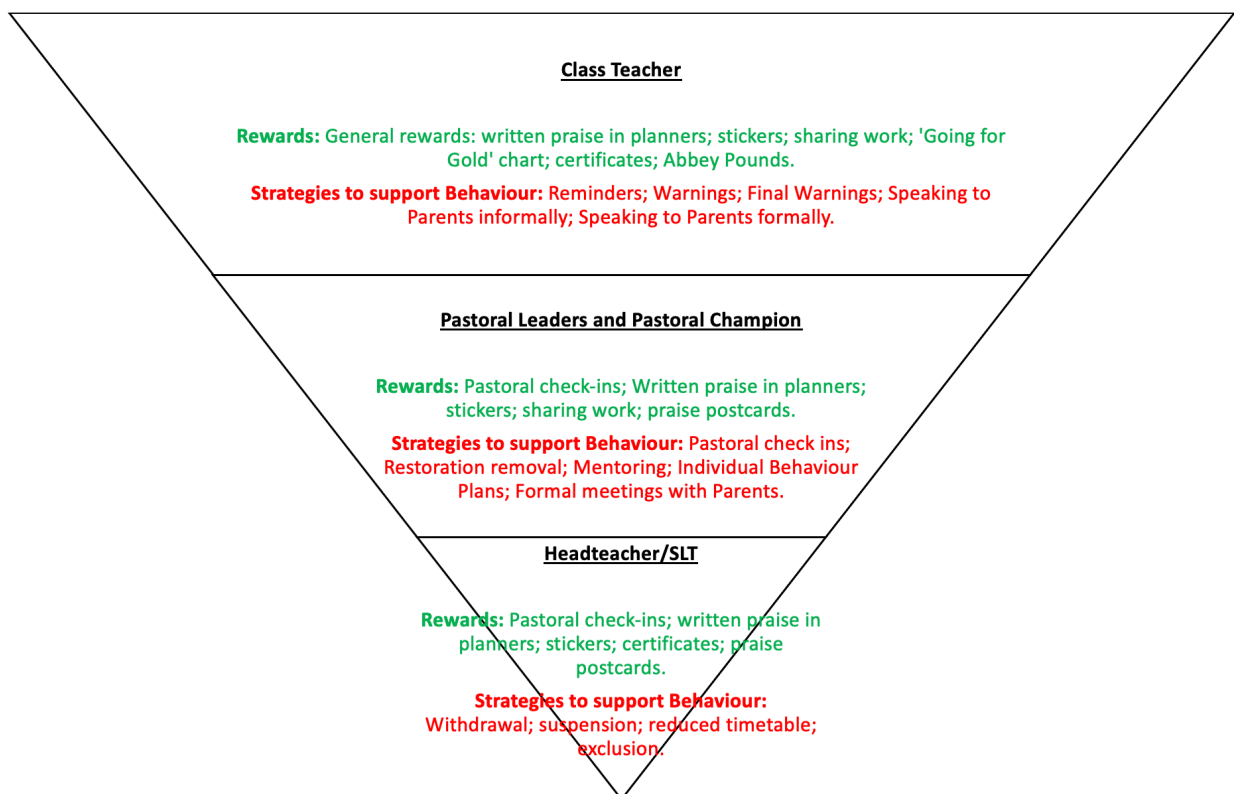 Class Teacher
Rewards: General rewards: written praise in planners; stickers; sharing work; 'Going for
Gold' chart; certificates; Abbey Pounds.
Strategies to support Behaviour: Reminders; Warnings; Final Warnings; Speaking to
Parents informally; Speaking to Parents formally.
Pastoral Leaders and Pastoral Champion
Rewards: Pastoral check-ins; Written praise in planners;
stickers; sharing work; praise postcards.
Strategies to support Behaviour: Pastoral check ins;
Restoration removal; Mentoring; Individual Behaviour
Plans; Formal meetings with Parents.
Headteacher/SLT
Rewards: Pastoral check-ins; written praise in
planners; stickers; certificates; praise
postcards.
Strategies to support Behaviour:
Withdrawal; suspension; reduced timetable;
exclusion.